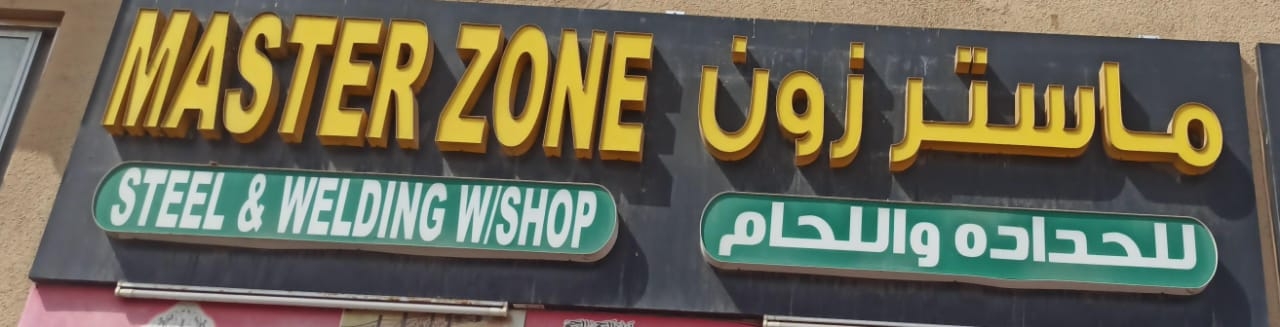 MASTER ZONE
ماستر زون
STEEL & WELDING W/SHOP
للحداده واللحام